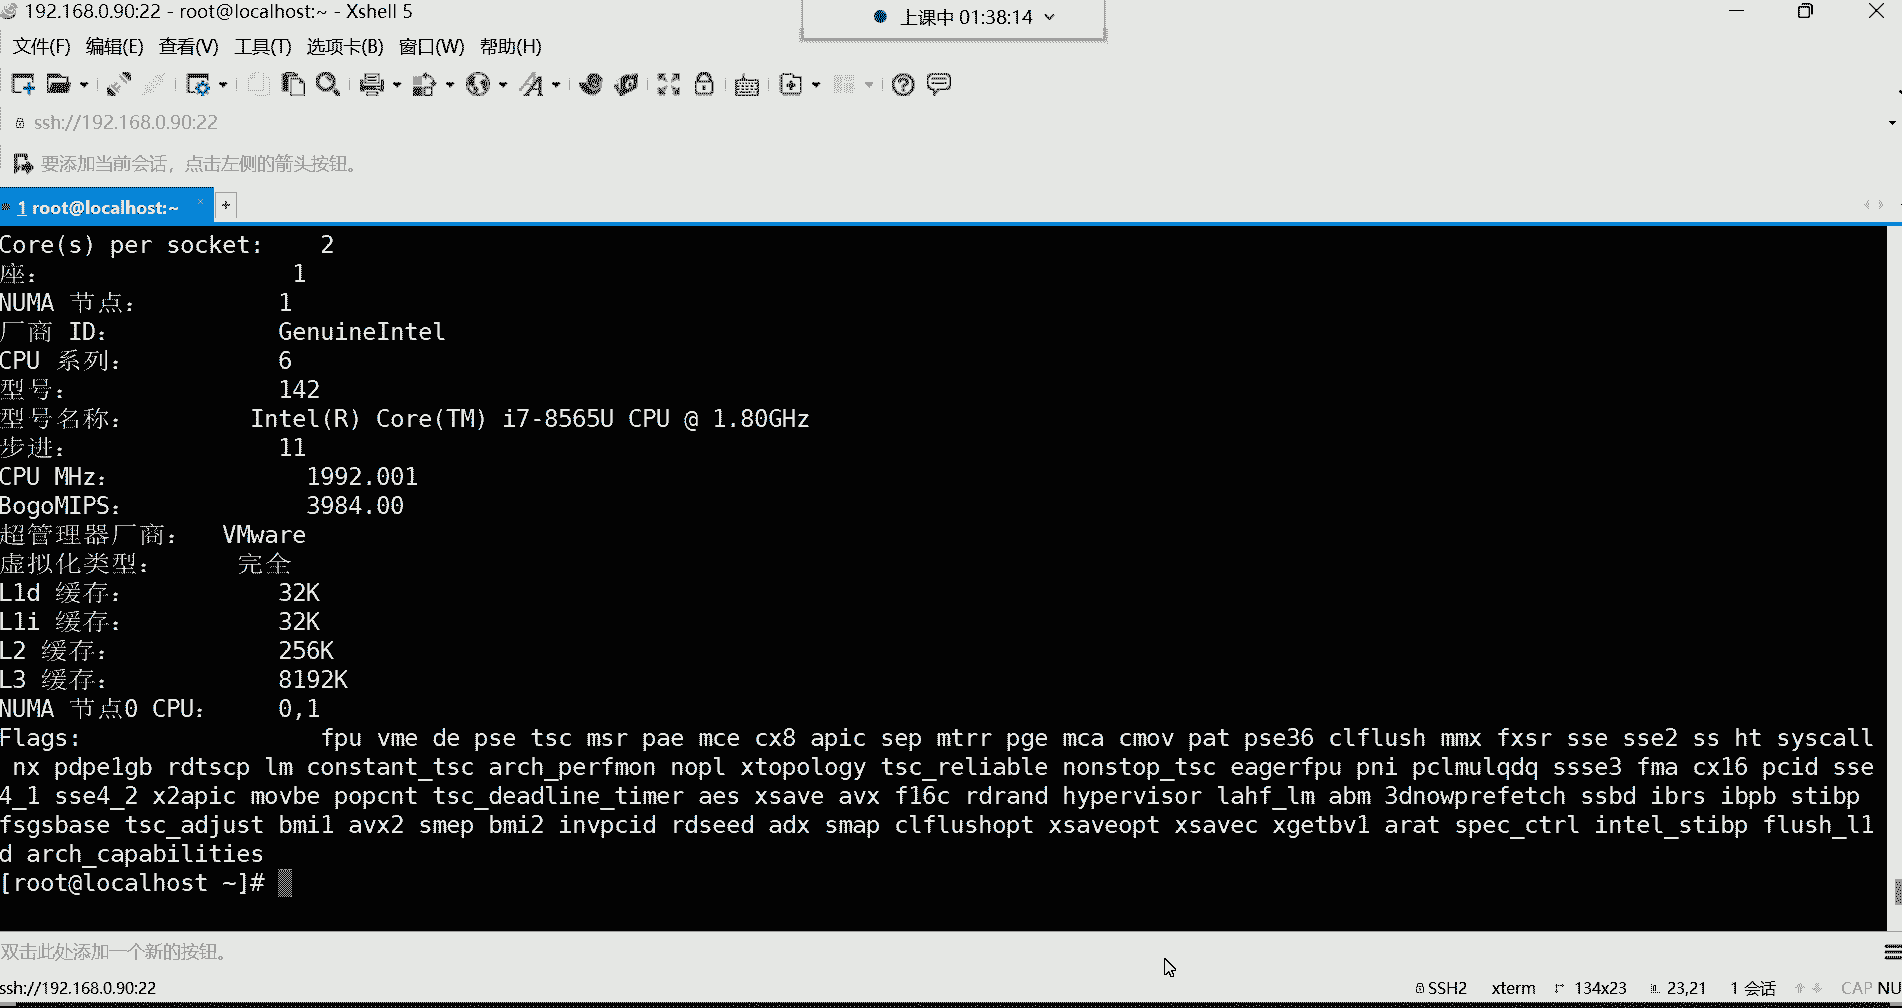 192.168.0.90:22 - root@localhost:~ - Xshell 5
上课中 01:38:14
文件(F) 编辑(E) 查看(V) 工具(T) 选项卡(B) 窗口(W) 帮助(H)
ssh://192.168.0.90:22
要添加当前会话，点击左侧的箭头按钮。
1 root@localhost:~ × +
Core(s) per socket: 2
座： 1
NUMA 节点： 1
厂商 ID： GenuineIntel
CPU 系列： 6
型号： 142
型号名称： Intel(R) Core(TM) i7-8565U CPU @ 1.80GHz
步进： 11
CPU MHz： 1992.001
BogoMIPS： 3984.00
超管理器厂商： VMware
虚拟化类型： 完全
L1d 缓存： 32K
L1i 缓存： 32K
L2 缓存： 256K
L3 缓存： 8192K
NUMA 节点0 CPU： 0,1
Flags: fpu vme de pse tsc msr pae mce cx8 apic sep mtrr pge mca cmov pat pse36 clflush mmx fxsr sse sse2 ss ht syscall
nx pdpe1gb rdtscp lm constant_tsc arch_perfmon nopl xtopology tsc_reliable nonstop_tsc eagerfpu pni pclmulqdq ssse3 fma cx16 pcid sse
4_1 sse4_2 x2apic movbe popcnt tsc_deadline_timer aes xsave avx f16c rdrand hypervisor lahf_lm abm 3dnowprefetch ssbd ibrs ibpb stibp
fsgsbase tsc_adjust bmi1 avx2 smep bmi2 invpcid rdseed adx smap clflushopt xsaveopt xsavec xgetbv1 arat spec_ctrl intel_stibp flush_l1
d arch_capabilities
[root@localhost ~]#
双击此处添加一个新的按钮。
ssh://192.168.0.90:22 SSH2 xterm 134x23 23,21 1 会话 CAP NU